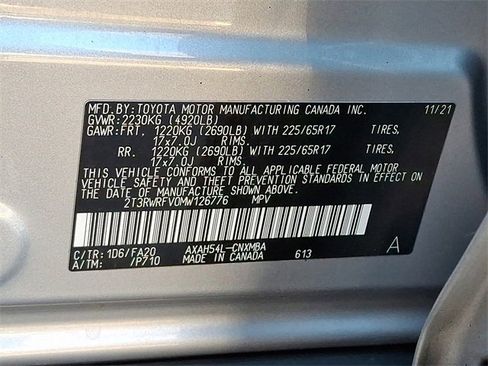 MFD.BY:TOYOTA MOTOR MANUFACTURING CANADA INC. 11/21
GVWR:2230KG (4920LB)
GAWR:FRT. 1220KG (2690LB) WITH 225/65R17 TIRES,
17x7.0J RIMS.
RR. 1220KG (2690LB) WITH 225/65R17 TIRES,
17x7.0J RIMS.
THIS VEHICLE CONFORMS TO ALL APPLICABLE FEDERAL MOTOR
VEHICLE SAFETY AND THEFT PREVENTION STANDARDS IN EFFECT ON
THE DATE OF MANUFACTURE SHOWN ABOVE.
2T3RWRFV0MW126776 MPV
C/TR:1D6/FA20 AXAH54L-CNXMBA A
A/TM: /P710 MADE IN CANADA 613